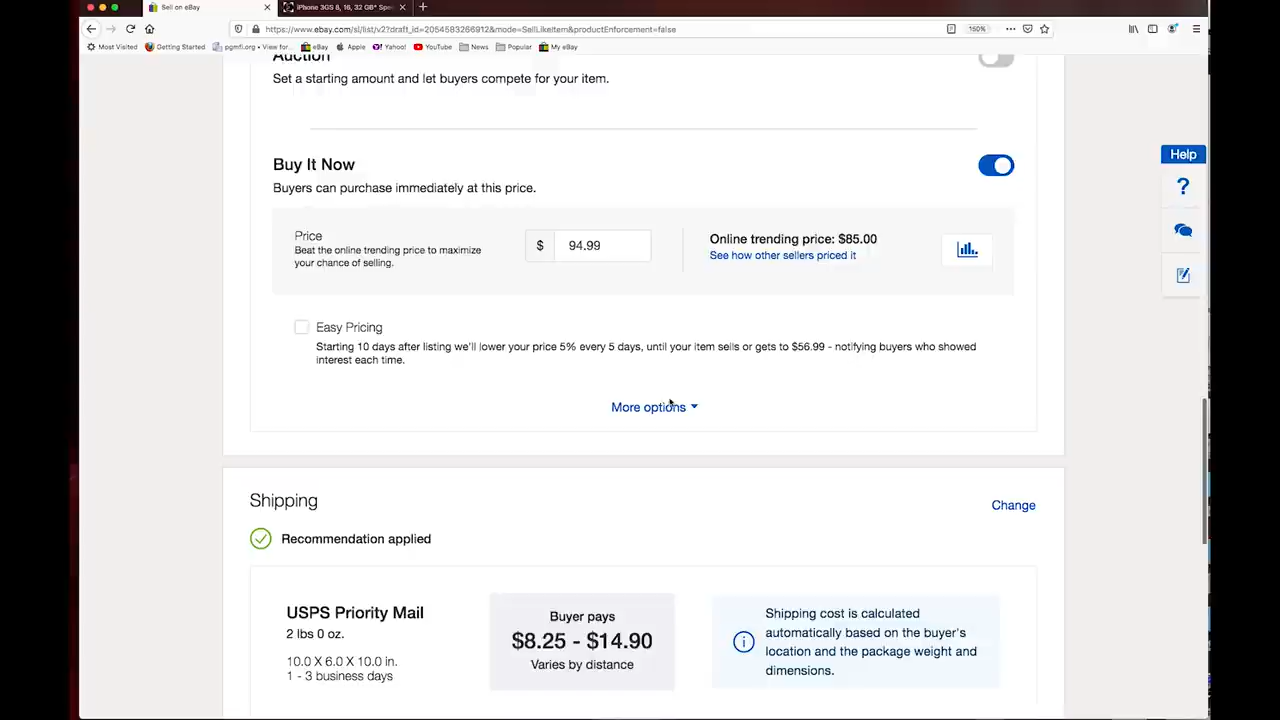 Sell on eBay
iPhone 3GS 8, 16, 32 GB* Spe
https://www.ebay.com/sl/list/v2?draft_id=2054583266912&mode=SellLikeItem&productEnforcement=false
150%
Most Visited
Getting Started
pgmfi.org • View for...
eBay
Apple
Yahoo!
YouTube
News
Popular
My eBay
Auction
Set a starting amount and let buyers compete for your item.
Buy It Now
Buyers can purchase immediately at this price.
Help
?
Price
Beat the online trending price to maximize
your chance of selling.
$
94.99
Online trending price: $85.00
See how other sellers priced it
Easy Pricing
Starting 10 days after listing we'll lower your price 5% every 5 days, until your item sells or gets to $56.99 - notifying buyers who showed
interest each time.
More options
Shipping
Change
Recommendation applied
USPS Priority Mail
2 lbs 0 oz.
10.0 X 6.0 X 10.0 in.
1 - 3 business days
Buyer pays
$8.25 - $14.90
Varies by distance
Shipping cost is calculated
automatically based on the buyer's
location and the package weight and
dimensions.